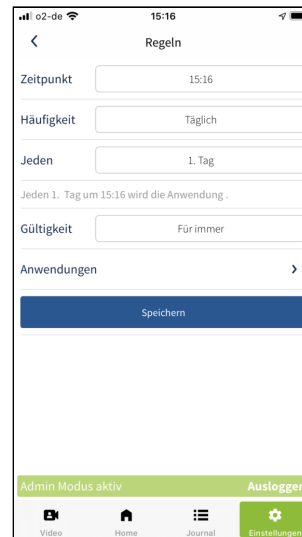 o2-de 15:16
Regeln
Zeitpunkt 15:16
Häufigkeit Täglich
Jeden 1. Tag
Jeden 1. Tag um 15:16 wird die Anwendung .
Gültigkeit Für immer
Anwendungen
Speichern
Admin Modus aktiv Ausloggen
Video Home Journal Einstellungen